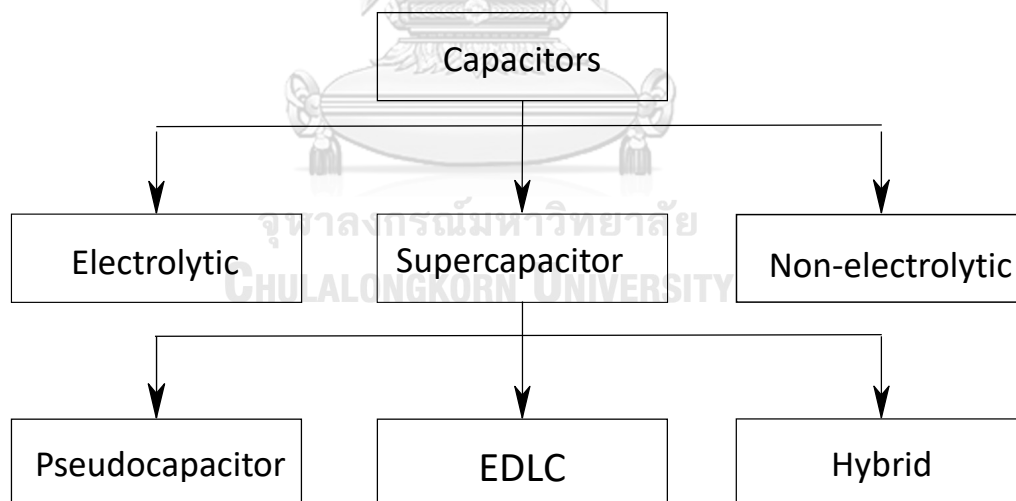 Capacitors
Electrolytic
Supercapacitor
Non-electrolytic
จุฬาลงกรณ์มหาวิทยาลัย
CHULALONGKORN UNIVERSITY
Pseudocapacitor
EDLC
Hybrid